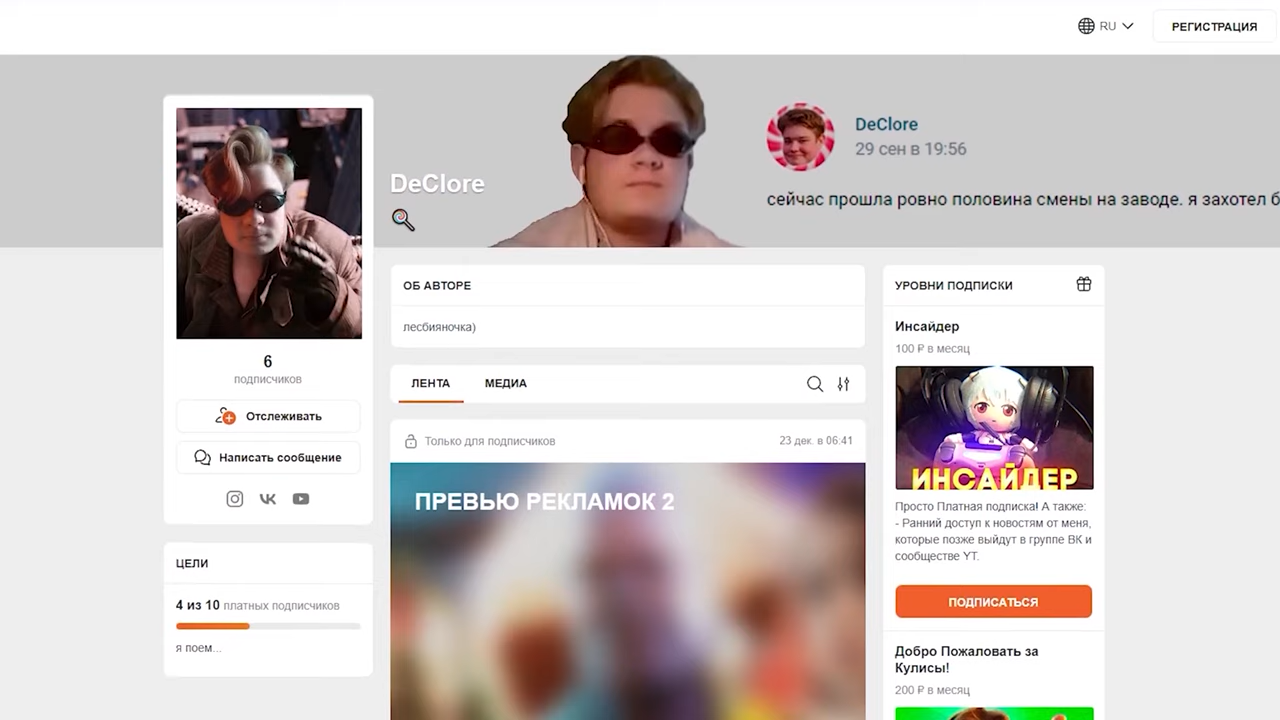 RU
РЕГИСТРАЦИЯ
DeClore
DeClore
29 сен в 19:56
сейчас прошла ровно половина смены на заводе. я захотел б
6
подписчиков
Отслеживать
Написать сообщение
ЦЕЛИ
4 из 10 платных подписчиков
я поем...
ОБ АВТОРЕ
лесбияночка)
ЛЕНТА
МЕДИА
Только для подписчиков
23 дек. в 06:41
ПРЕВЬЮ РЕКЛАМОК 2
УРОВНИ ПОДПИСКИ
Инсайдер
100 ₽ в месяц
ИНСАЙДЕР
Просто Платная подписка! А также:
- Ранний доступ к новостям от меня,
которые позже выйдут в группе ВК и
сообществе YT.
ПОДПИСАТЬСЯ
Добро Пожаловать за
Кулисы!
200 ₽ в месяц